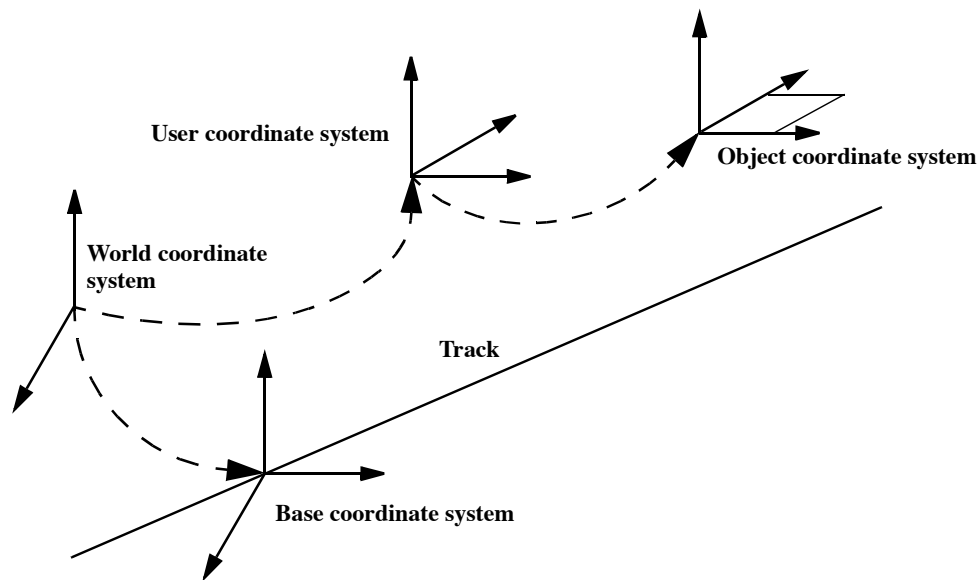 User coordinate system
Object coordinate system
World coordinate
system
Track
Base coordinate system